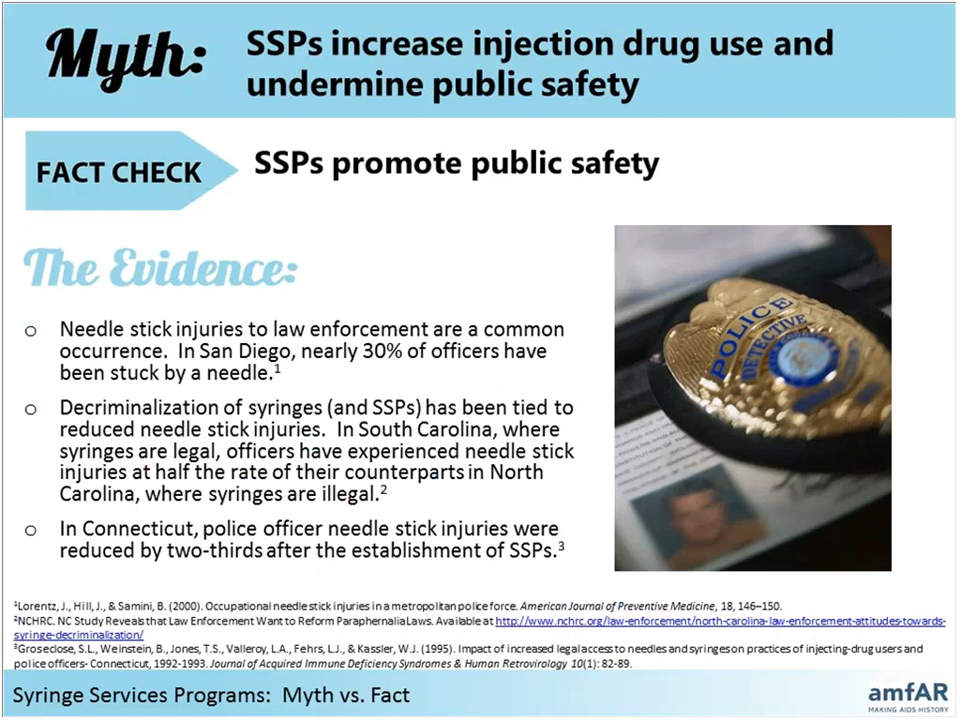 Myth:
SSPs increase injection drug use and
undermine public safety
FACT CHECK
SSPs promote public safety
The Evidence:
o Needle stick injuries to law enforcement are a common
occurrence. In San Diego, nearly 30% of officers have
been stuck by a needle.¹
o Decriminalization of syringes (and SSPs) has been tied to
reduced needle stick injuries. In South Carolina, where
syringes are legal, officers have experienced needle stick
injuries at half the rate of their counterparts in North
Carolina, where syringes are illegal.²
o In Connecticut, police officer needle stick injuries were
reduced by two-thirds after the establishment of SSPs.³
POLICE
DETECTIVE
¹Lorentz, J., Hill, J., & Samini, B. (2000). Occupational needle stick injuries in a metropolitan police force. American Journal of Preventive Medicine, 18, 146–150.
²NCHRC. NC Study Reveals that Law Enforcement Want to Reform Paraphernalia Laws. Available at http://www.nchrc.org/law-enforcement/north-carolina-law-enforcement-attitudes-towards-
syringe-decriminalization/
³Groseclose, S.L., Weinstein, B., Jones, T.S., Valleroy, L.A., Fehrs, L.J., & Kassler, W.J. (1995). Impact of increased legal access to needles and syringes on practices of injecting-drug users and
police officers- Connecticut, 1992-1993. Journal of Acquired Immune Deficiency Syndromes & Human Retrovirology 10(1): 82-89.
Syringe Services Programs: Myth vs. Fact
amfAR
MAKING AIDS HISTORY